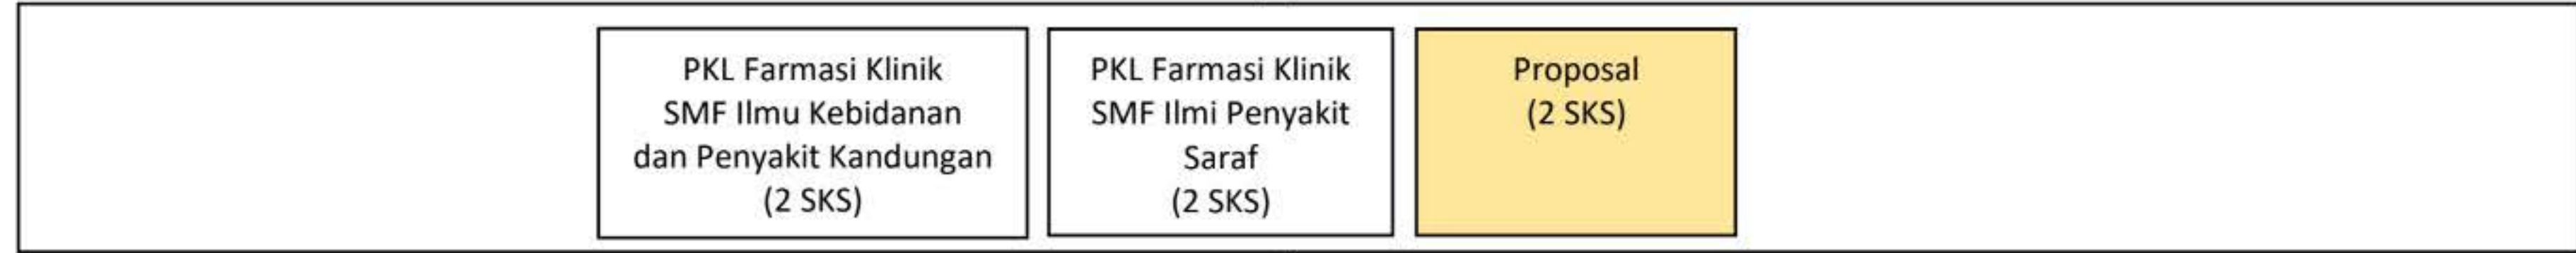 PKL Farmasi Klinik
SMF Ilmu Kebidanan
dan Penyakit Kandungan
(2 SKS)
PKL Farmasi Klinik
SMF Ilmi Penyakit
Saraf
(2 SKS)
Proposal
(2 SKS)